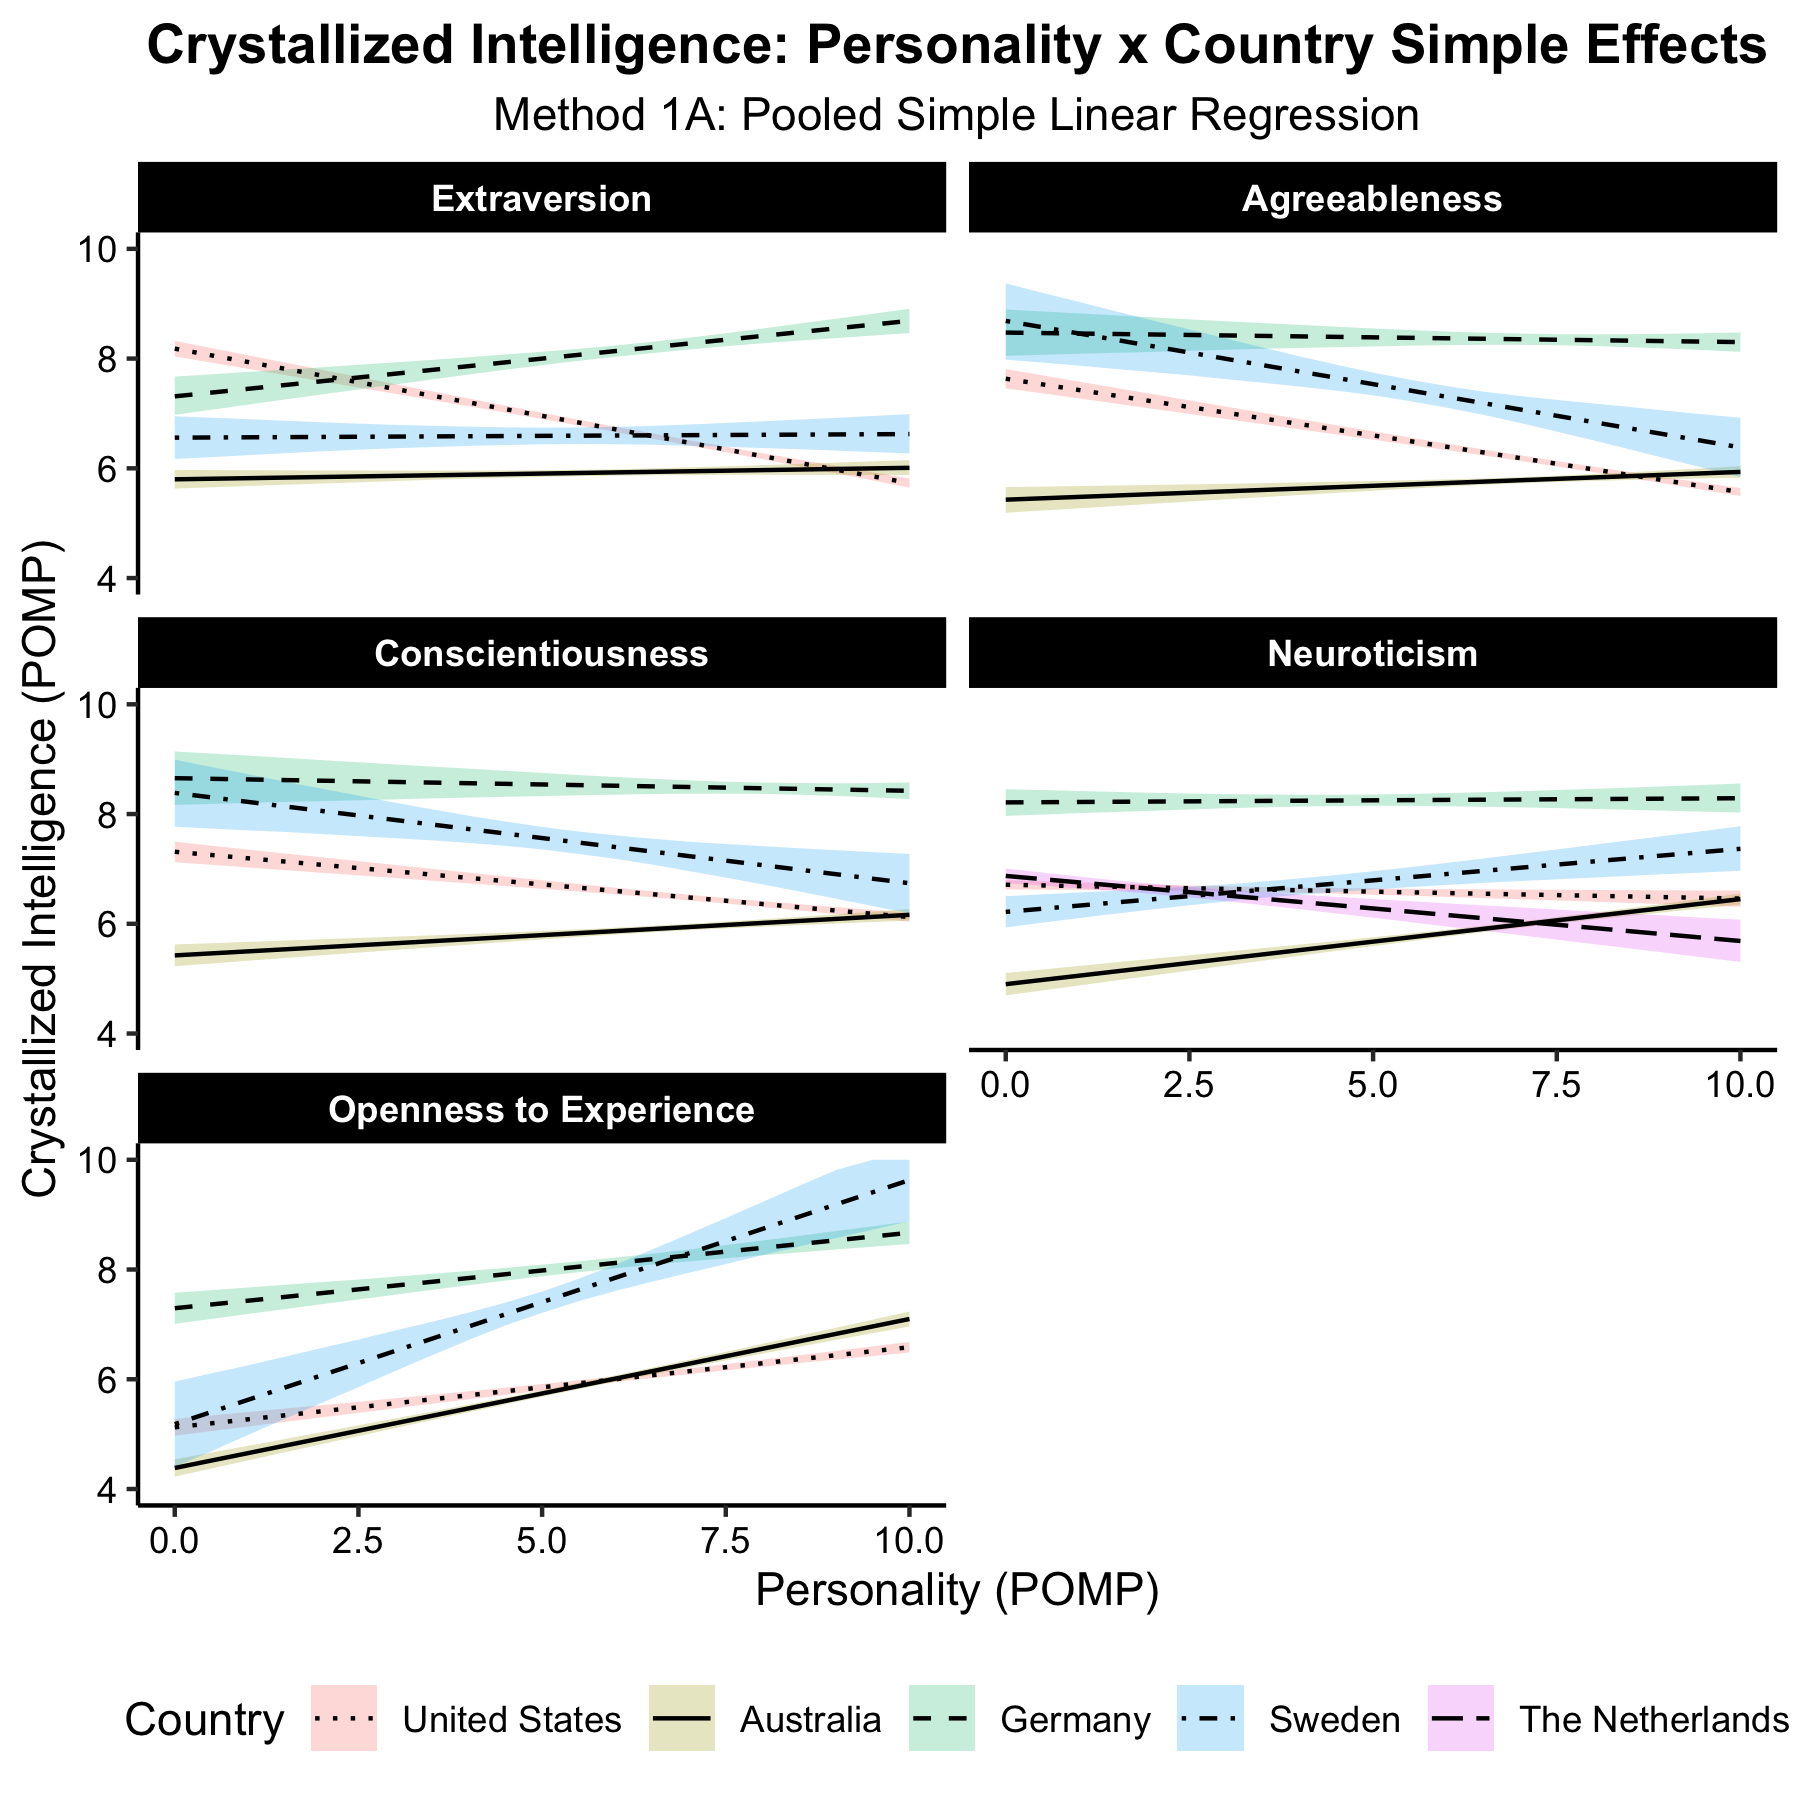 Crystallized Intelligence: Personality x Country Simple Effects
Method 1A: Pooled Simple Linear Regression
Crystallized Intelligence (POMP)
Extraversion
10
8
6
4
Agreeableness
Conscientiousness
10
8
6
4
Neuroticism
0.0 2.5 5.0 7.5 10.0
Openness to Experience
10
8
6
4
0.0 2.5 5.0 7.5 10.0
Personality (POMP)
Country United States Australia Germany Sweden The Netherlands